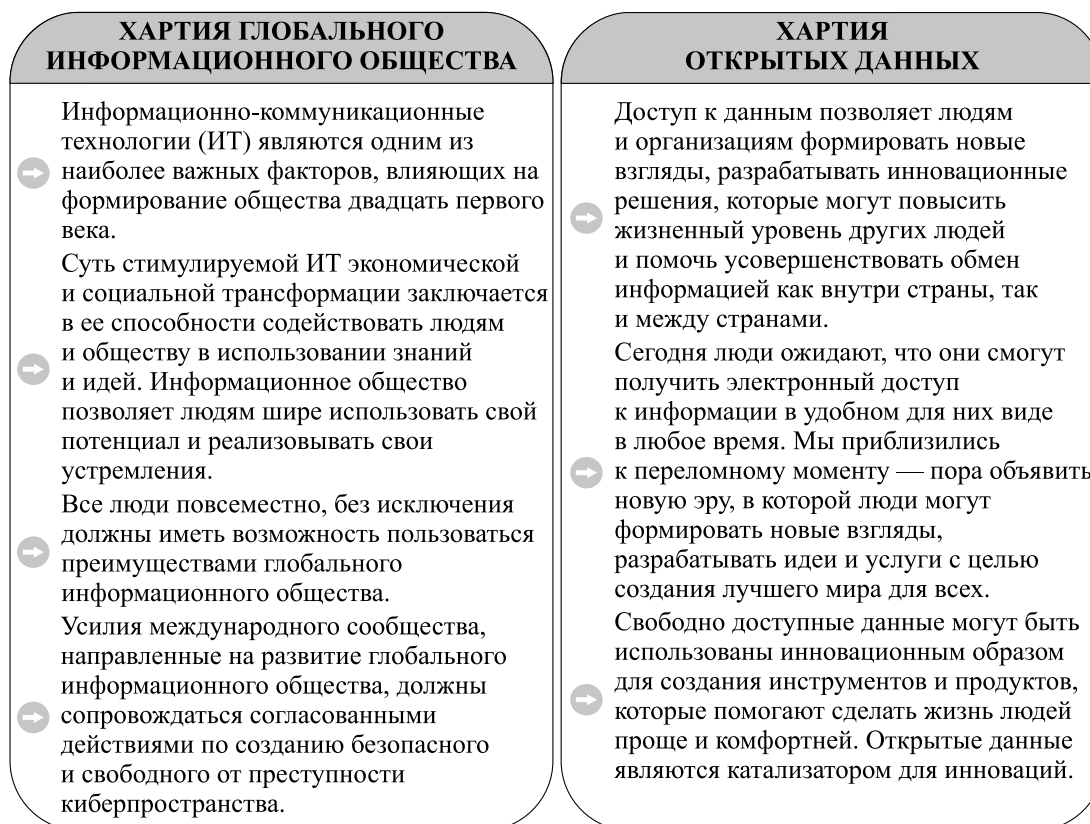 ХАРТИЯ ГЛОБАЛЬНОГО
ИНФОРМАЦИОННОГО ОБЩЕСТВА
Информационно-коммуникационные
технологии (ИТ) являются одним из
наиболее важных факторов, влияющих на
формирование общества двадцать первого
века.
Суть стимулируемой ИТ экономической
и социальной трансформации заключается
в ее способности содействовать людям
и обществу в использовании знаний
и идей. Информационное общество
позволяет людям шире использовать свой
потенциал и реализовывать свои
устремления.
Все люди повсеместно, без исключения
должны иметь возможность пользоваться
преимуществами глобального
информационного общества.
Усилия международного сообщества,
направленные на развитие глобального
информационного общества, должны
сопровождаться согласованными
действиями по созданию безопасного
и свободного от преступности
киберпространства.
ХАРТИЯ
ОТКРЫТЫХ ДАННЫХ
Доступ к данным позволяет людям
и организациям формировать новые
взгляды, разрабатывать инновационные
решения, которые могут повысить
жизненный уровень других людей
и помочь усовершенствовать обмен
информацией как внутри страны, так
и между странами.
Сегодня люди ожидают, что они смогут
получить электронный доступ
к информации в удобном для них виде
в любое время. Мы приблизились
к переломному моменту — пора объявить
новую эру, в которой люди могут
формировать новые взгляды,
разрабатывать идеи и услуги с целью
создания лучшего мира для всех.
Свободно доступные данные могут быть
использованы инновационным образом
для создания инструментов и продуктов,
которые помогают сделать жизнь людей
проще и комфортней. Открытые данные
являются катализатором для инноваций.